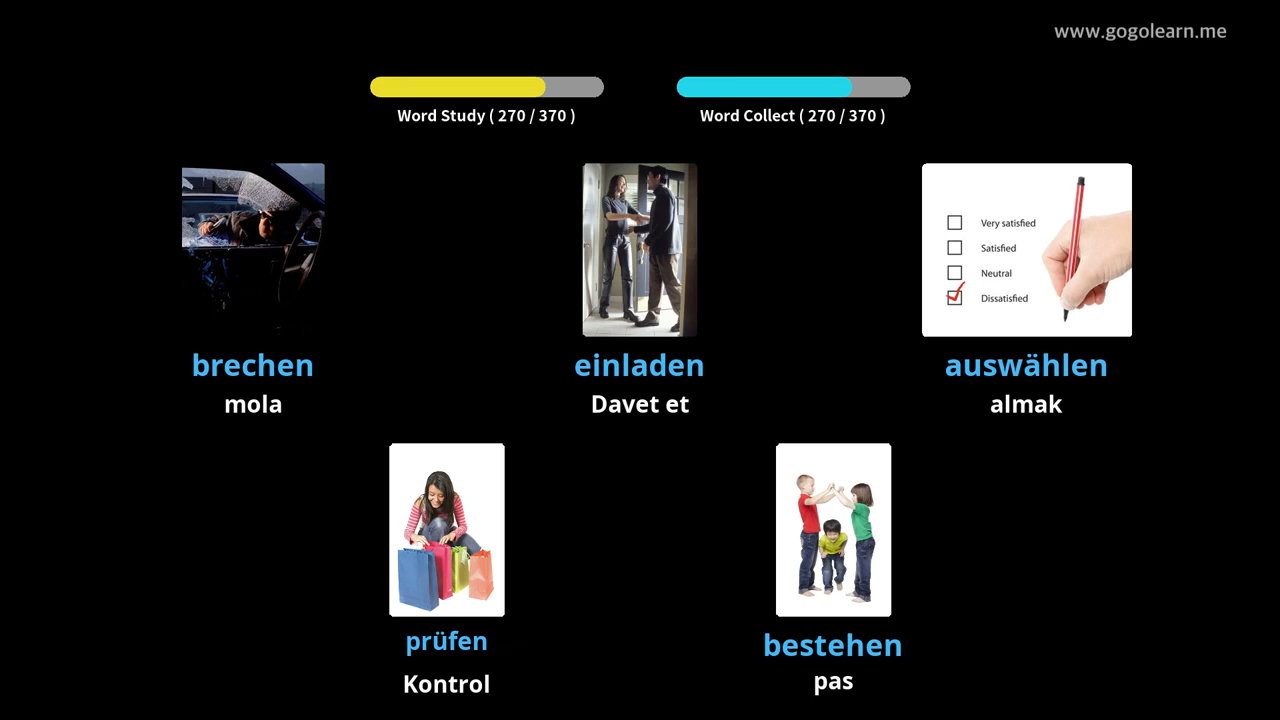 www.gogolearn.me
Word Study ( 270 / 370 )
Word Collect ( 270 / 370 )
Very satisfied
Satisfied
Neutral
Dissatisfied
brechen
mola
einladen
Davet et
auswählen
almak
prüfen
Kontrol
bestehen
pas